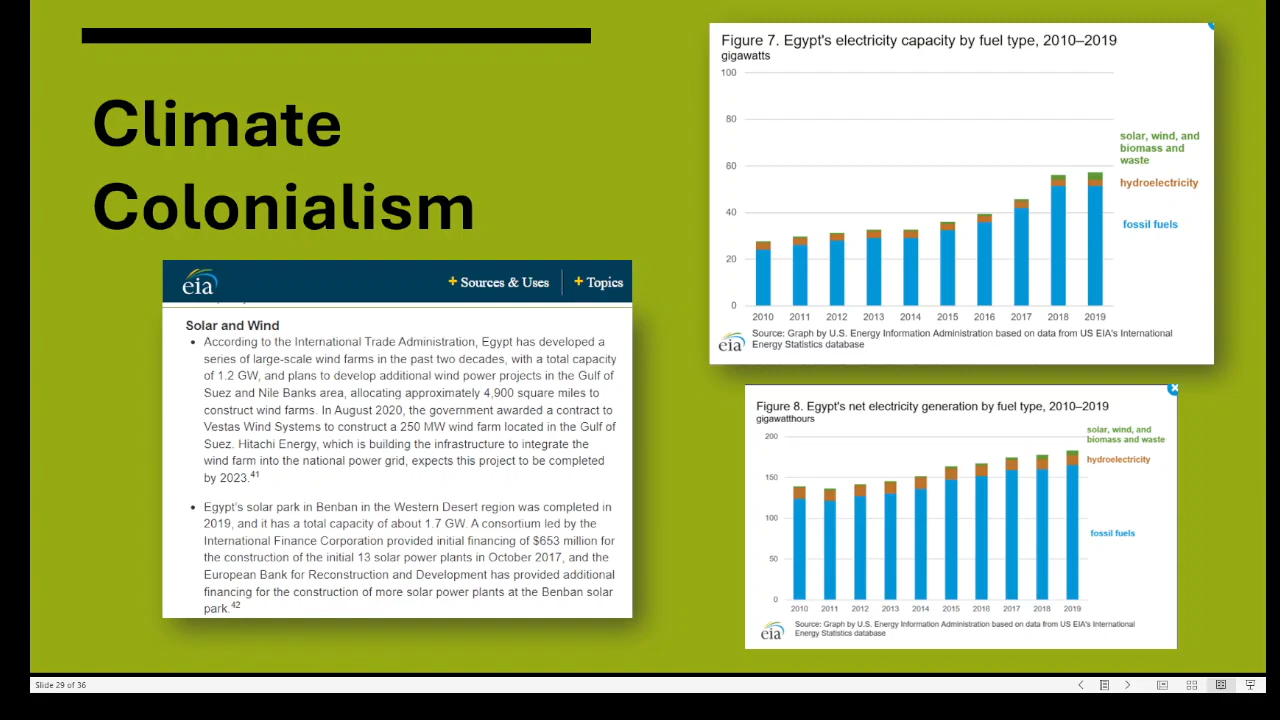 Climate
Colonialism
eia
+ Sources & Uses
+ Topics
Solar and Wind
• According to the International Trade Administration, Egypt has developed a
series of large-scale wind farms in the past two decades, with a total capacity
of 1.2 GW, and plans to develop additional wind power projects in the Gulf of
Suez and Nile Banks area, allocating approximately 4,900 square miles to
construct wind farms. In August 2020, the government awarded a contract to
Vestas Wind Systems to construct a 250 MW wind farm located in the Gulf of
Suez. Hitachi Energy, which is building the infrastructure to integrate the
wind farm into the national power grid, expects this project to be completed
by 2023.41
• Egypt's solar park in Benban in the Western Desert region was completed in
2019, and it has a total capacity of about 1.7 GW. A consortium led by the
International Finance Corporation provided initial financing of $653 million for
the construction of the initial 13 solar power plants in October 2017, and the
European Bank for Reconstruction and Development has provided additional
financing for the construction of more solar power plants at the Benban solar
park.42
Figure 7. Egypt's electricity capacity by fuel type, 2010–2019
gigawatts
100
80
60
40
20
0
2010 2011 2012 2013 2014 2015 2016 2017 2018 2019
solar, wind, and
biomass and
waste
hydroelectricity
fossil fuels
eia
Source: Graph by U.S. Energy Information Administration based on data from US EIA's International
Energy Statistics database
Figure 8. Egypt's net electricity generation by fuel type, 2010–2019
gigawatthours
200
150
100
50
0
2010 2011 2012 2013 2014 2015 2016 2017 2018 2019
solar, wind, and
biomass and waste
hydroelectricity
fossil fuels
eia
Source: Graph by U.S. Energy Information Administration based on data from US EIA's International
Energy Statistics database
Slide 29 of 36